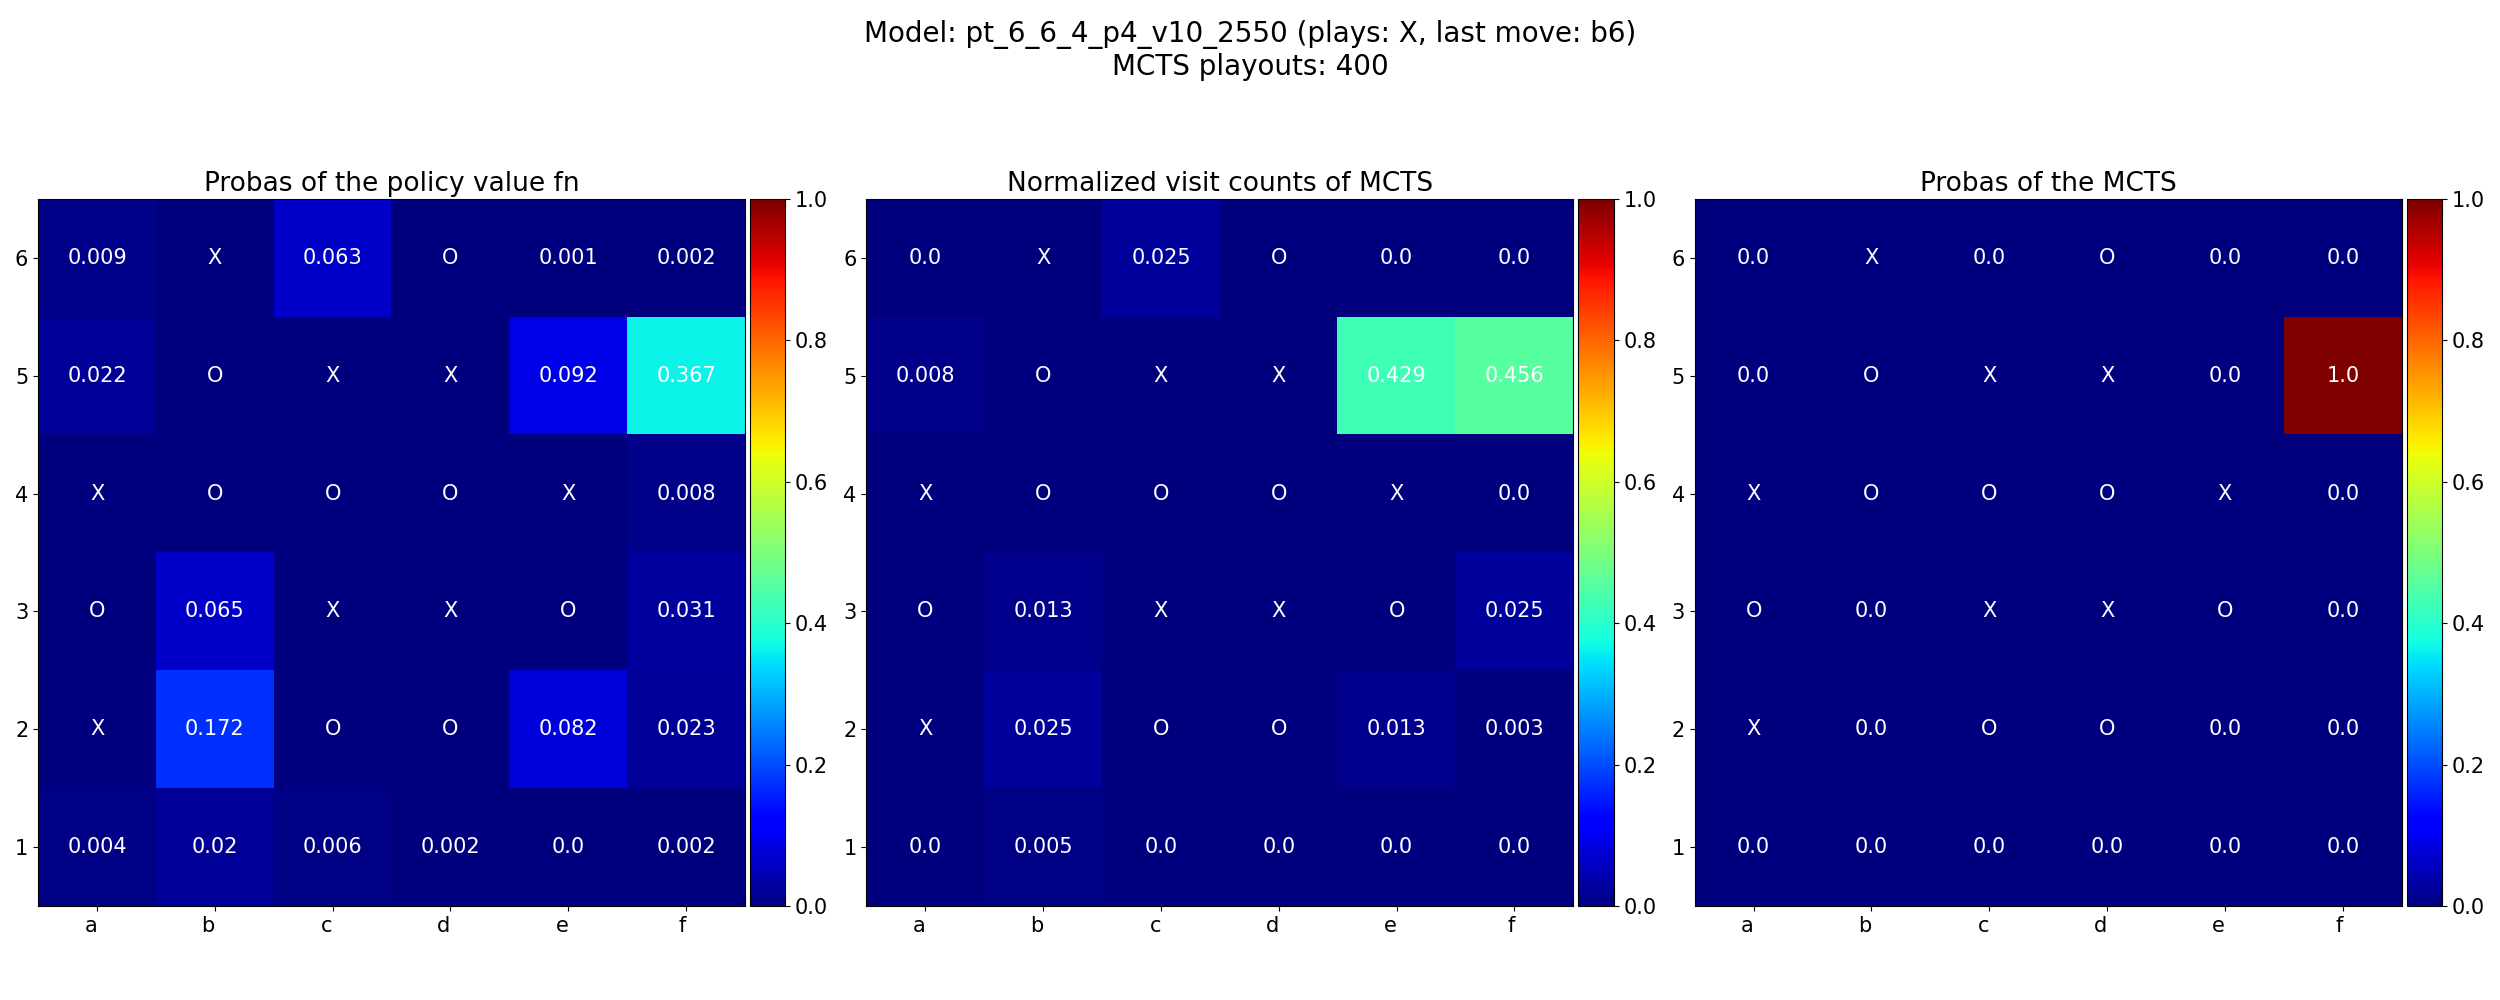 Model: pt_6_6_4_p4_v10_2550 (plays: X, last move: b6)
MCTS playouts: 400
Probas of the policy value fn
6 0.009 X 0.063 O 0.001 0.002
5 0.022 O X X 0.092 0.367
4 X O O O X 0.008
3 O 0.065 X X O 0.031
2 X 0.172 O O 0.082 0.023
1 0.004 0.02 0.006 0.002 0.0 0.002
a b c d e f
1.0
0.8
0.6
0.4
0.2
0.0
Normalized visit counts of MCTS
6 0.0 X 0.025 O 0.0 0.0
5 0.008 O X X 0.429 0.456
4 X O O O X 0.0
3 O 0.013 X X O 0.025
2 X 0.025 O O 0.013 0.003
1 0.0 0.005 0.0 0.0 0.0 0.0
a b c d e f
1.0
0.8
0.6
0.4
0.2
0.0
Probas of the MCTS
6 0.0 X 0.0 O 0.0 0.0
5 0.0 O X X 0.0 1.0
4 X O O O X 0.0
3 O 0.0 X X O 0.0
2 X 0.0 O O 0.0 0.0
1 0.0 0.0 0.0 0.0 0.0 0.0
a b c d e f
1.0
0.8
0.6
0.4
0.2
0.0